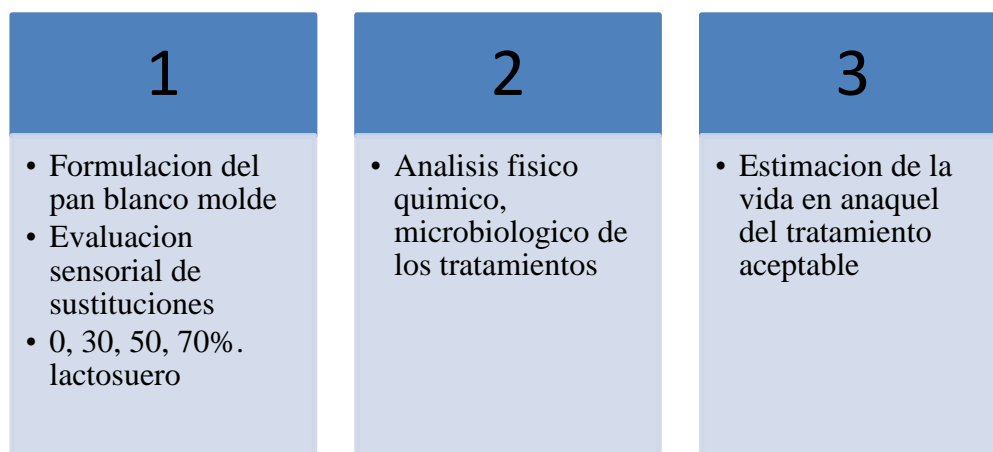 1
• Formulacion del
pan blanco molde
• Evaluacion
sensorial de
sustituciones
• 0, 30, 50, 70%.
lactosuero
2
• Analisis fisico
quimico,
microbiologico de
los tratamientos
3
• Estimacion de la
vida en anaquel
del tratamiento
aceptable